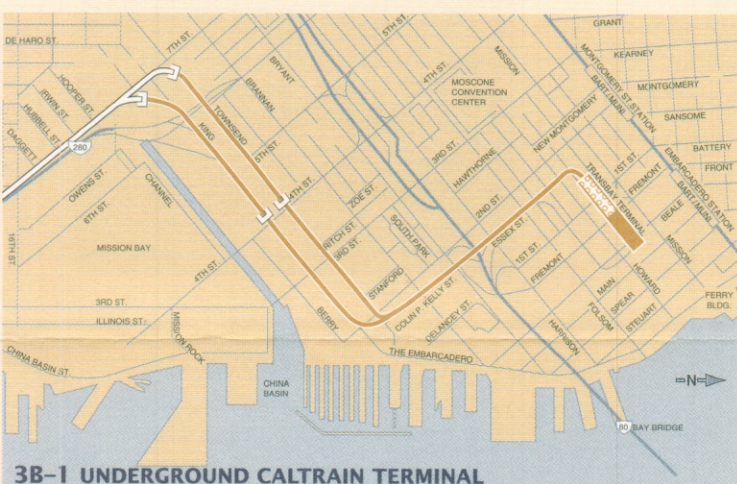 DE HARO ST.
7TH ST.
5TH ST.
GRANT
KEARNEY
MONTGOMERY
SANSOME
BATTERY
FRONT
BRYANT
BRANNAN
4TH ST.
MISSION
MOSCONE
CONVENTION
CENTER
MONTGOMERY ST. STATION
BART/MUNI
HOOPER ST.
IRWIN ST.
HUBBELL ST.
DAGGETT
280
TOWNSEND
KING
5TH ST.
3RD ST.
HAWTHORNE
NEW MONTGOMERY
1ST ST.
FREMONT
EMBARCADERO STATION
BART/MUNI
TRANSBAY TERMINAL
BEALE
MISSION
OWENS ST.
6TH ST.
CHANNEL
4TH ST.
ZOE ST.
RITCH ST.
3RD ST.
SOUTH PARK
2ND ST.
ESSEX ST.
1ST ST.
FREMONT
HOWARD
16TH ST.
MISSION BAY
4TH ST.
STANFORD
COLIN P. KELLY ST.
DELANCEY ST.
MAIN
SPEAR
FOLSOM
STEUART
FERRY
BLDG.
3RD ST.
ILLINOIS ST.
MISSION ROCK
BERRY
HARRISON
CHINA BASIN ST.
THE EMBARCADERO
CHINA
BASIN
N
80 BAY BRIDGE
3B-1 UNDERGROUND CALTRAIN TERMINAL